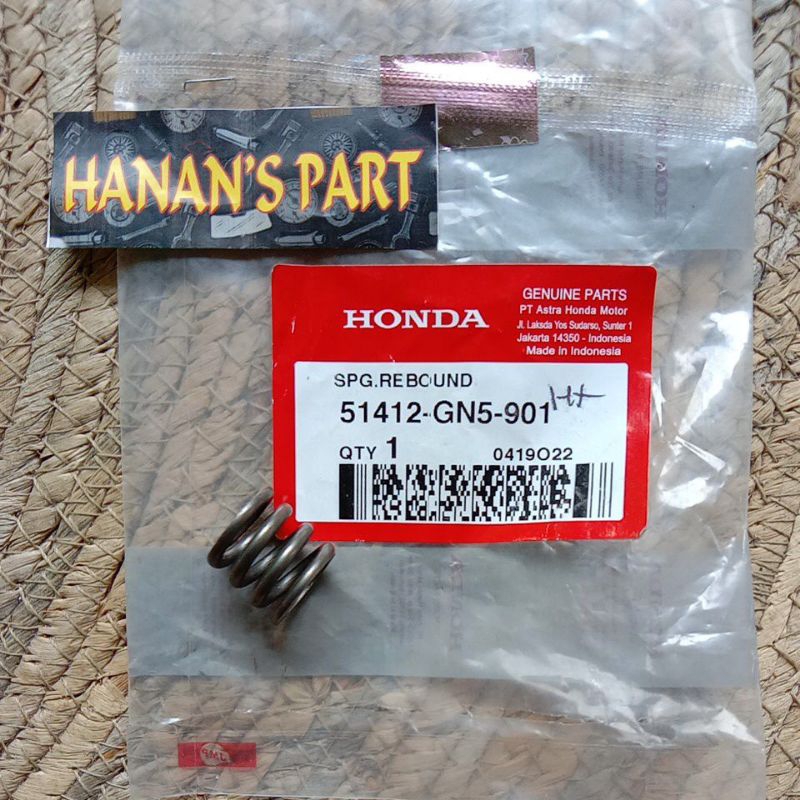 HANAN'S PART
HONDA
GENUINE PARTS
PT Astra Honda Motor
Jl. Laksda Yos Sudarso, Sunter 1
Jakarta 14350 - Indonesia
Made in Indonesia
SPG.REBOUND
51412-GN5-901
QTY 1
0419O22